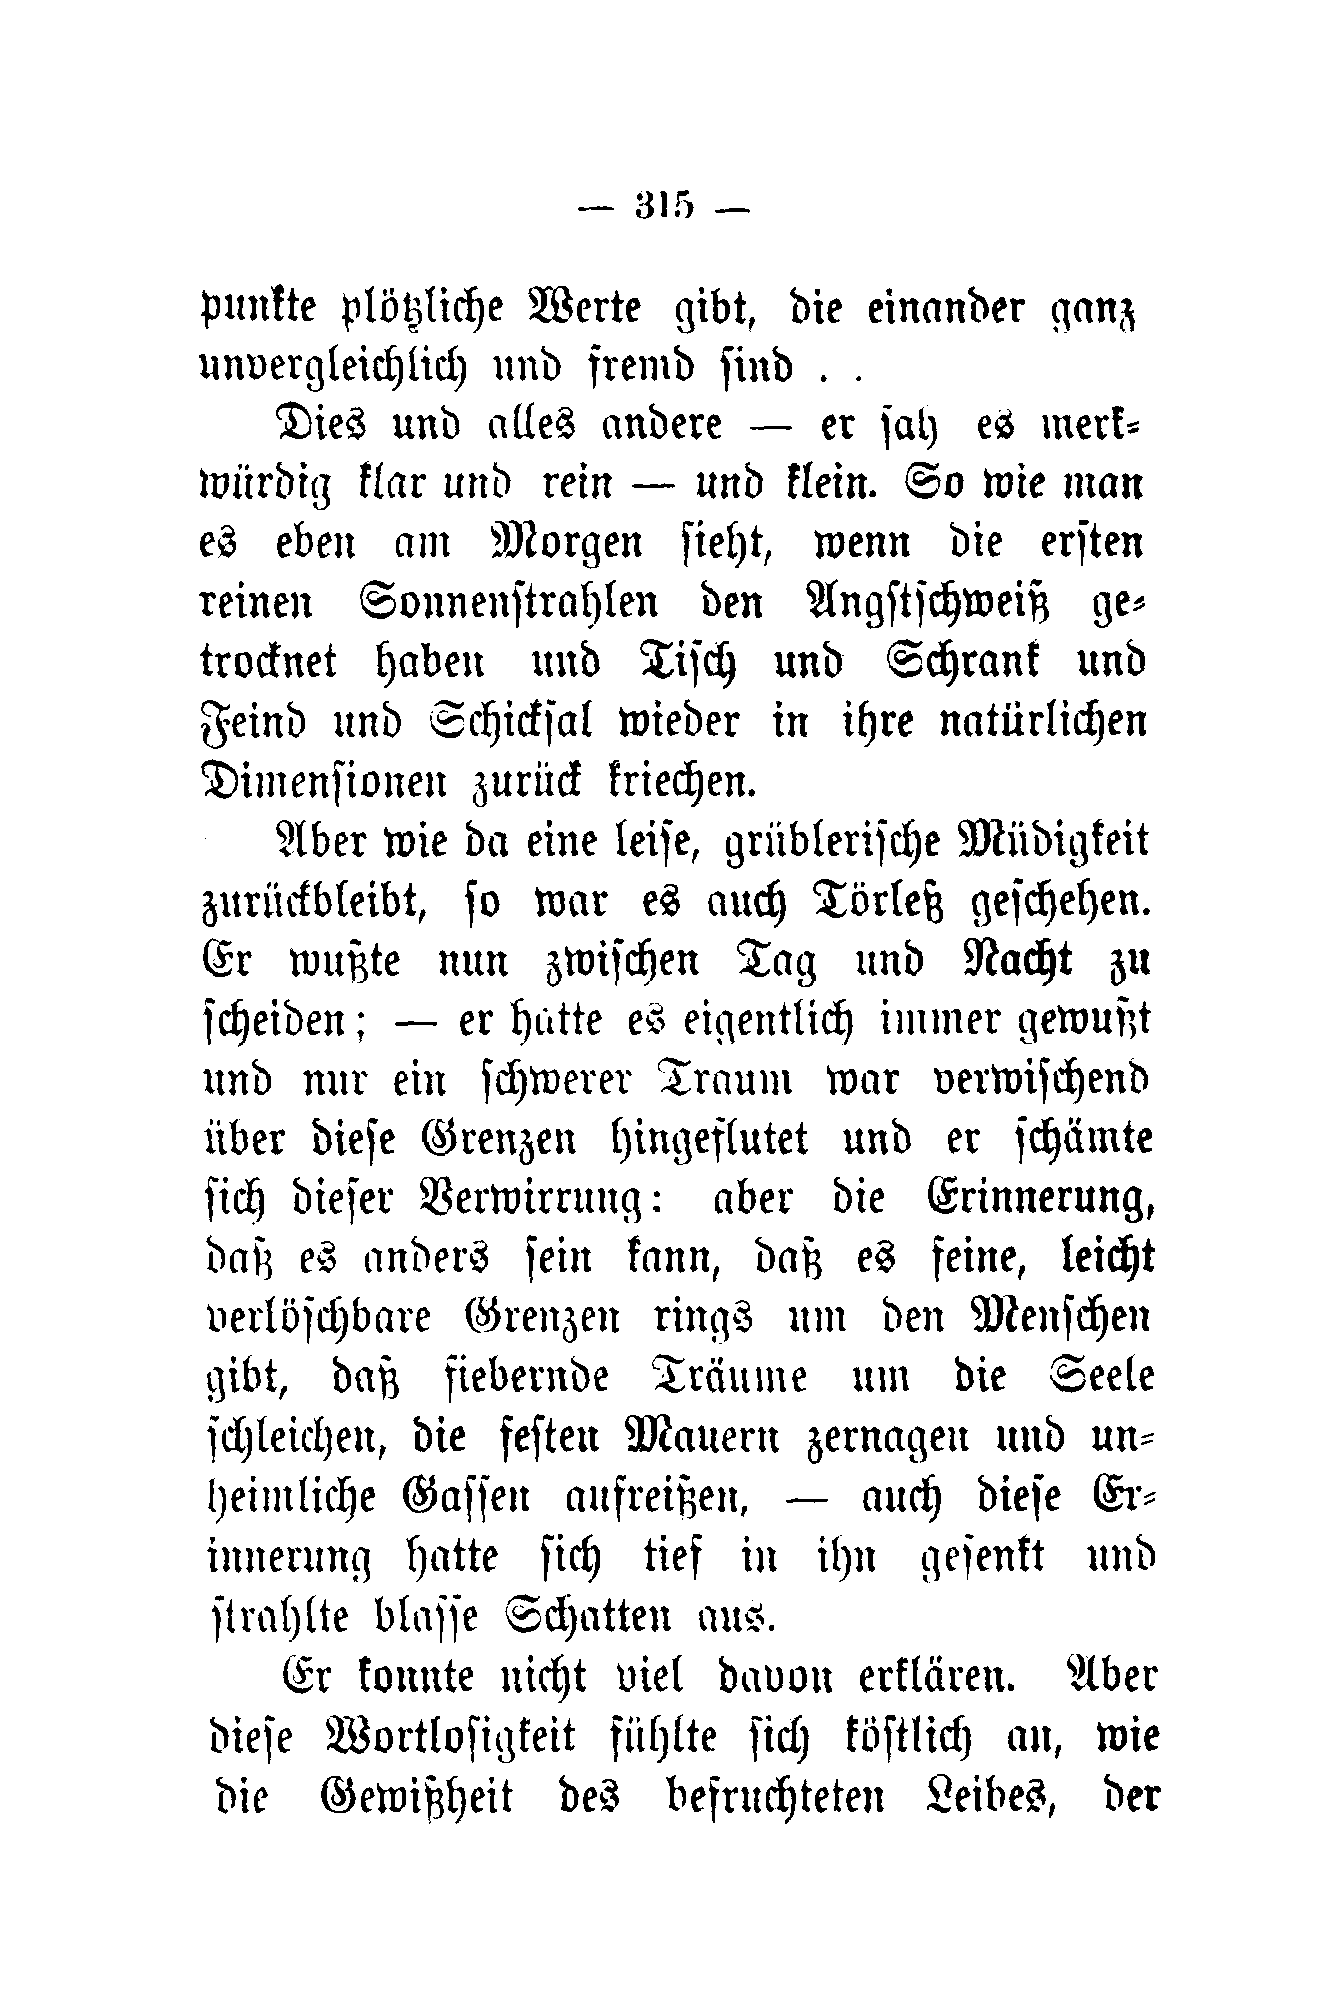 — 315 —
punkte plötzliche Werte gibt, die einander ganz
unvergleichlich und fremd sind . .
Dies und alles andere — er sah es merk-
würdig klar und rein — und klein. So wie man
es eben am Morgen sieht, wenn die ersten
reinen Sonnenstrahlen den Angstschweiß ge-
trocknet haben und Tisch und Schrank und
Feind und Schicksal wieder in ihre natürlichen
Dimensionen zurück kriechen.
Aber wie da eine leise, grüblerische Müdigkeit
zurückbleibt, so war es auch Törleß geschehen.
Er wußte nun zwischen Tag und Nacht zu
scheiden; — er hatte es eigentlich immer gewußt
und nur ein schwerer Traum war verwischend
über diese Grenzen hingeflutet und er schämte
sich dieser Verwirrung: aber die Erinnerung,
daß es anders sein kann, daß es feine, leicht
verlöschbare Grenzen rings um den Menschen
gibt, daß fiebernde Träume um die Seele
schleichen, die festen Mauern zernagen und un-
heimliche Gassen aufreißen, — auch diese Er-
innerung hatte sich tief in ihn gesenkt und
strahlte blasse Schatten aus.
Er konnte nicht viel davon erklären. Aber
diese Wortlosigkeit fühlte sich köstlich an, wie
die Gewißheit des befruchteten Leibes, der